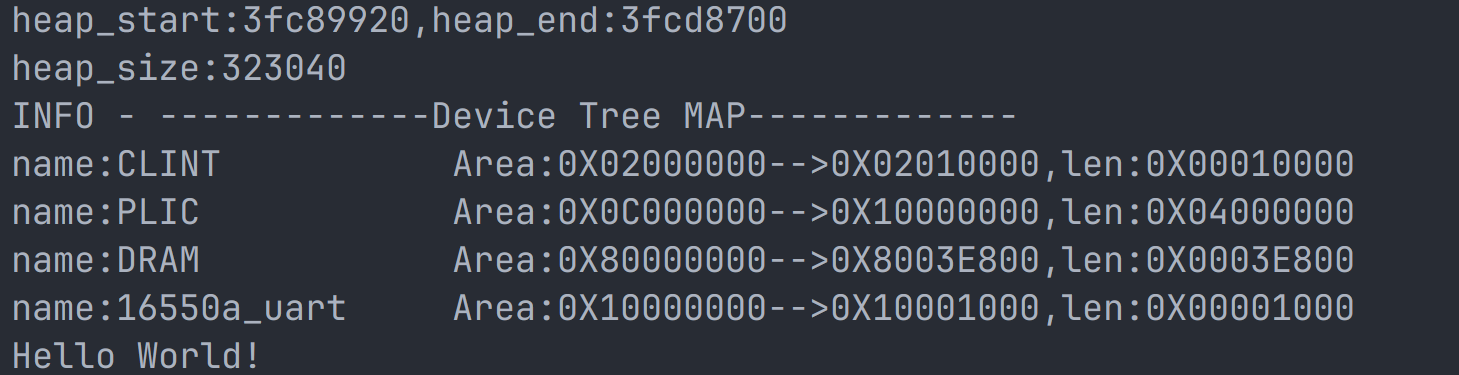 heap_start:3fc89920,heap_end:3fcd8700
heap_size:323040
INFO - -------------Device Tree MAP-------------
name:CLINT           Area:0X02000000-->0X02010000,len:0X00010000
name:PLIC            Area:0X0C000000-->0X10000000,len:0X04000000
name:DRAM            Area:0X80000000-->0X8003E800,len:0X0003E800
name:16550a_uart     Area:0X10000000-->0X10001000,len:0X00001000
Hello World!